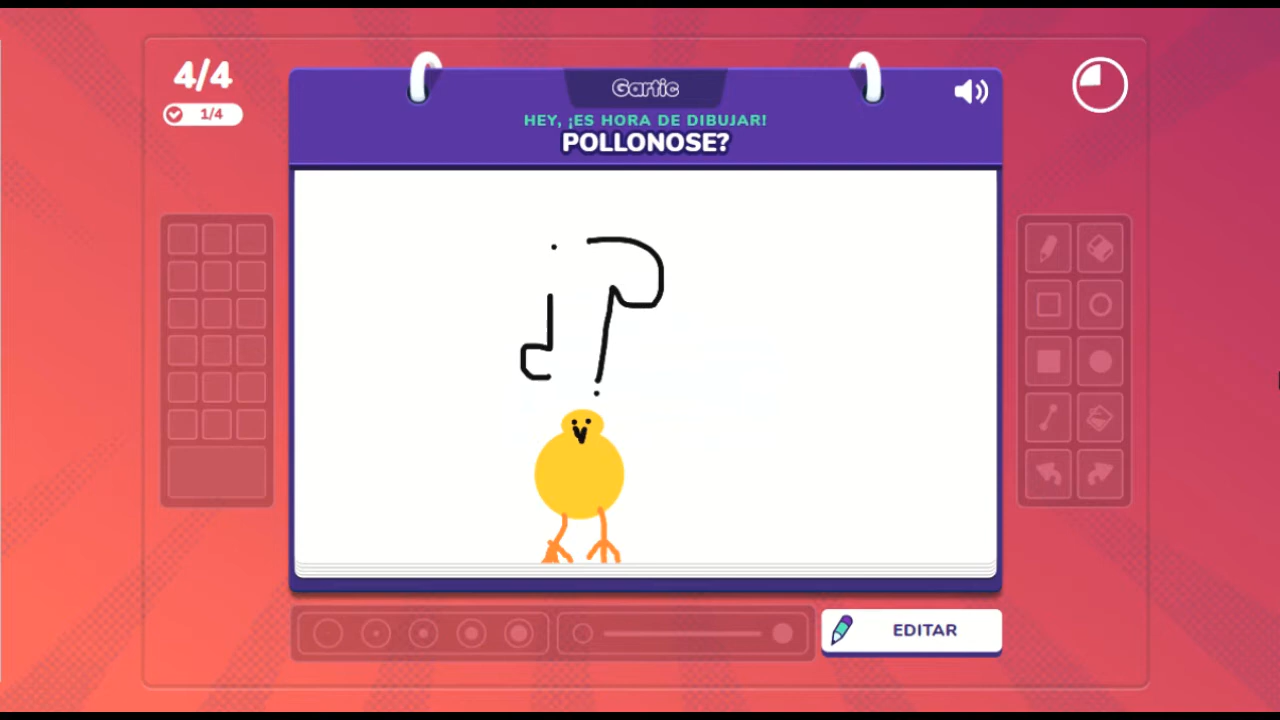 4/4
1/4
Gartic
HEY, ¡ES HORA DE DIBUJAR!
POLLONOSE?
¿?
EDITAR